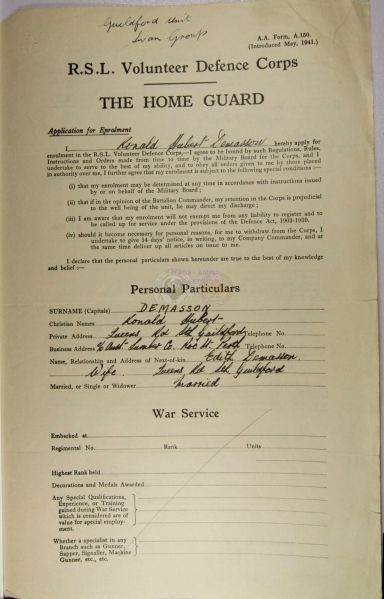 Guildford Unit
Swan Group
A.A. Form, A.150.
(Introduced May, 1941.)
R.S.L. Volunteer Defence Corps
THE HOME GUARD
Application for Enrolment
I, Ronald Hubert Demasson hereby apply for
enrolment in the R.S.L. Volunteer Defence Corps,—I agree to be bound by such Regulations, Rules,
Instructions and Orders made from time to time by the Military Board for the Corps, and I
undertake to serve to the best of my ability, and to obey all orders given to me by those placed
in authority over me, I further agree that my enrolment is subject to the following special conditions :—
(i) that my enrolment may be determined at any time in accordance with instructions issued
by or on behalf of the Military Board;
(ii) that if in the opinion of the Battalion Commander, my retention in the Corps is prejudicial
to the well being of the unit, he may direct my discharge;
(iii) I am aware that my enrolment will not exempt me from any liability to register and to
be called up for service under the provisions of the Defence Act, 1903-1939.
(iv) should it become necessary for personal reasons, for me to withdraw from the Corps, I
undertake to give 14 days' notice, in writing, to my Company Commander, and at
the same time deliver up all articles on issue to me.
I declare that the personal particulars shown hereunder are true to the best of my knowledge
and belief :—
Personal Particulars
SURNAME (Capitals) DEMASSON
Christian Names Ronald Hubert
Private Address Queens Rd Sth Guildford Telephone No.
Business Address C/o Aust Lumber Co. Roe St. Perth Telephone No.
Name, Relationship and Address of Next-of-kin Edith Demasson
Wife Queens Rd Sth Guildford
Married, or Single or Widower Married
War Service
Embarked at
Regimental No. Rank Units
Highest Rank held
Decorations and Medals Awarded
Any Special Qualifications,
Experience, or Training
gained during War Service
which is considered are of
value for special employ-
ment.
Whether a specialist in any
Branch such as Gunner,
Sapper, Signaller, Machine
Gunner, etc., etc.